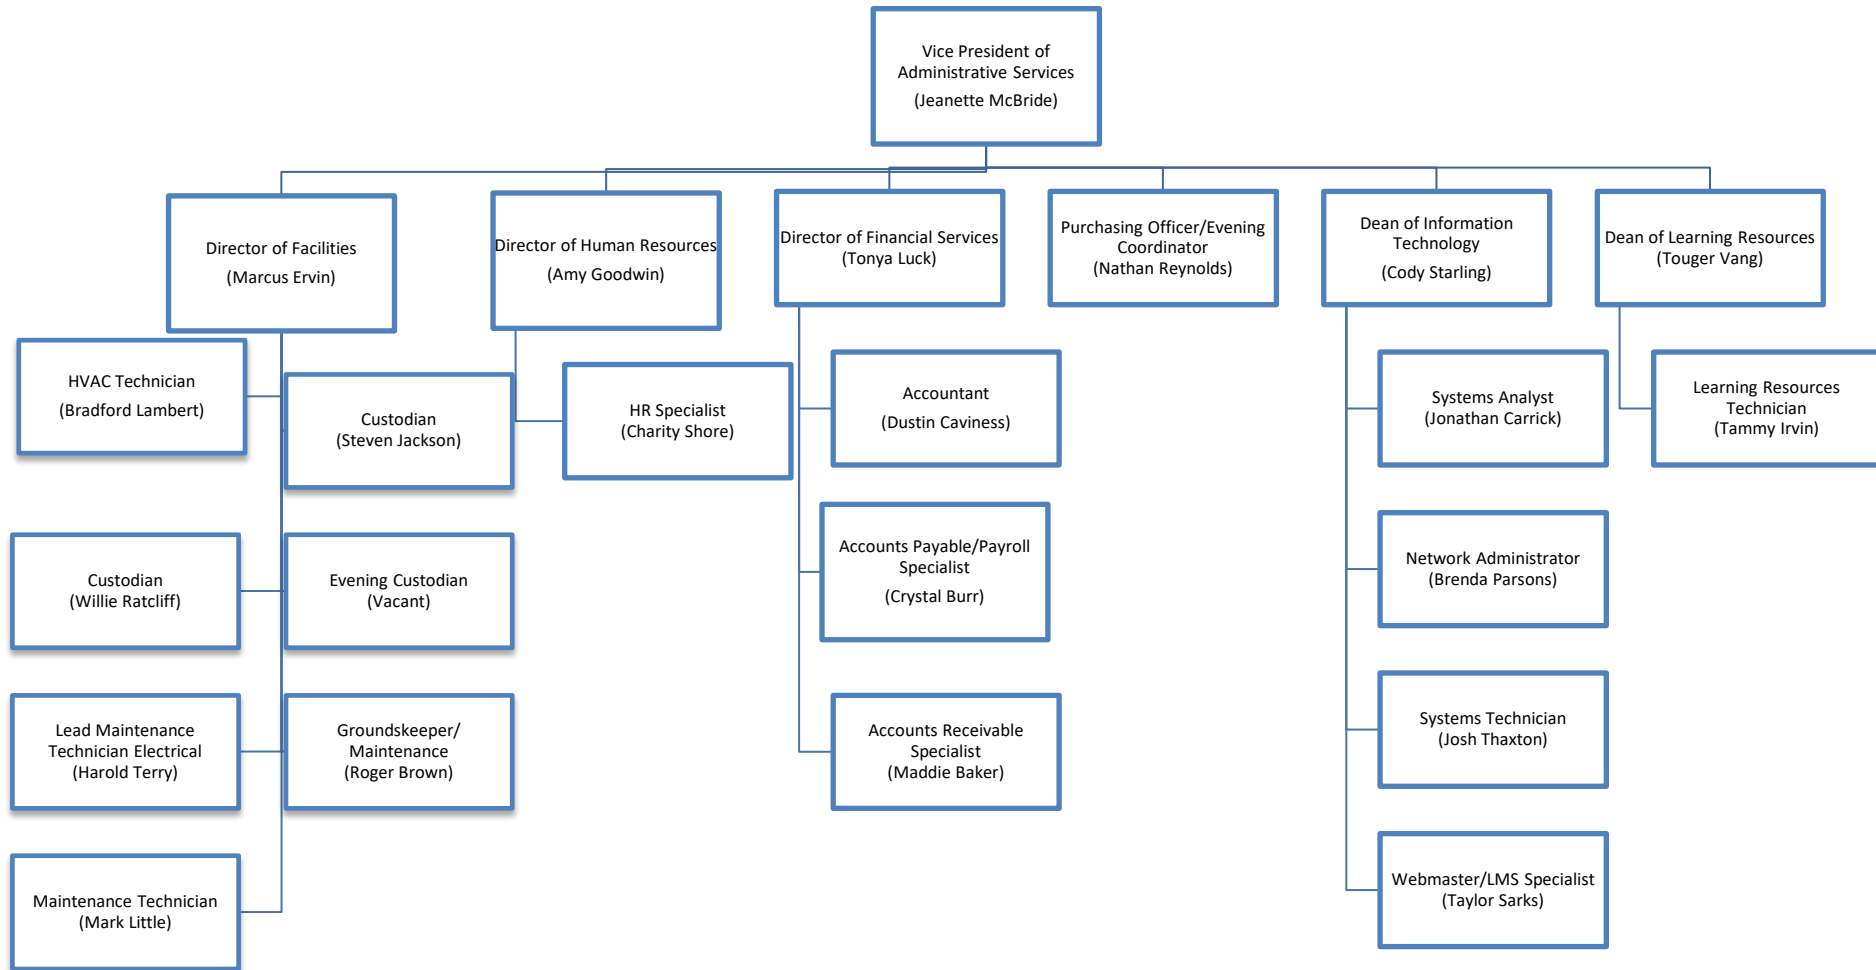 Vice President of
Administrative Services
(Jeanette McBride)
Director of Facilities
(Marcus Ervin)
Director of Human Resources
(Amy Goodwin)
Director of Financial Services
(Tonya Luck)
Purchasing Officer/Evening
Coordinator
(Nathan Reynolds)
Dean of Information
Technology
(Cody Starling)
Dean of Learning Resources
(Touger Vang)
HVAC Technician
(Bradford Lambert)
Custodian
(Steven Jackson)
Custodian
(Willie Ratcliff)
Evening Custodian
(Vacant)
Lead Maintenance
Technician Electrical
(Harold Terry)
Groundskeeper/
Maintenance
(Roger Brown)
Maintenance Technician
(Mark Little)
HR Specialist
(Charity Shore)
Accountant
(Dustin Caviness)
Accounts Payable/Payroll
Specialist
(Crystal Burr)
Accounts Receivable
Specialist
(Maddie Baker)
Systems Analyst
(Jonathan Carrick)
Network Administrator
(Brenda Parsons)
Systems Technician
(Josh Thaxton)
Webmaster/LMS Specialist
(Taylor Sarks)
Learning Resources
Technician
(Tammy Irvin)